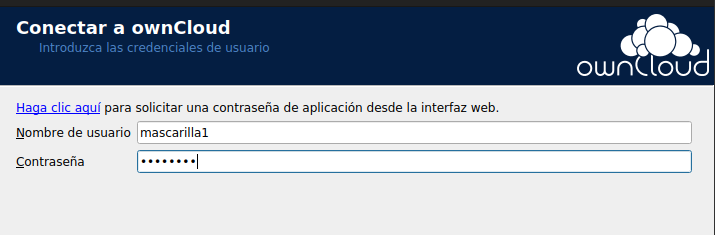 Conectar a ownCloud
Introduzca las credenciales de usuario
ownCloud
Haga clic aquí para solicitar una contraseña de aplicación desde la interfaz web.
Nombre de usuario mascarilla1
Contraseña ••••••••